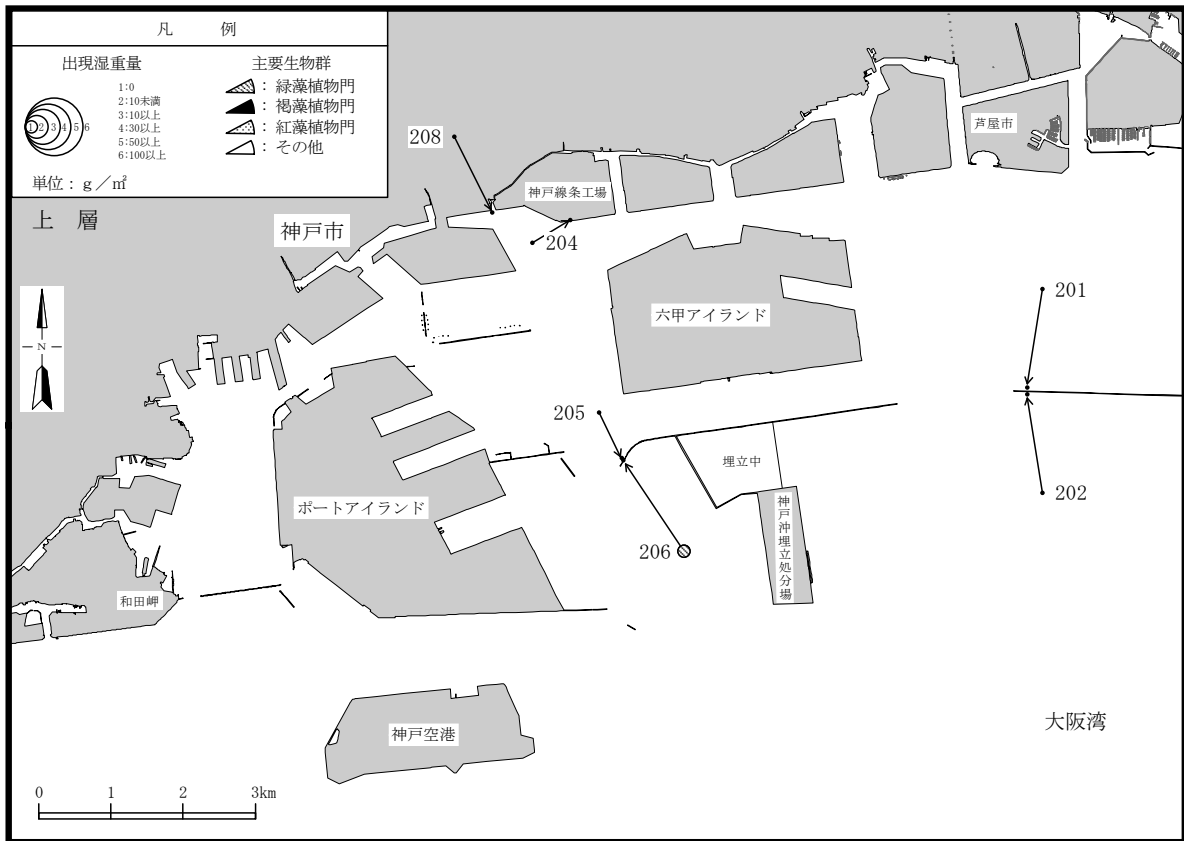 凡 例
出現湿重量
1:0
2:10未満
3:10以上
4:30以上
5:50以上
6:100以上
1 2 3 4 5 6
単位：ｇ／㎡
主要生物群
：緑藻植物門
：褐藻植物門
：紅藻植物門
：その他
上 層
208
神戸線条工場
芦屋市
神戸市
204
201
六甲アイランド
N
205
埋立中
202
ポートアイランド
206
神戸沖埋立処分場
和田岬
神戸空港
大阪湾
0 1 2 3km